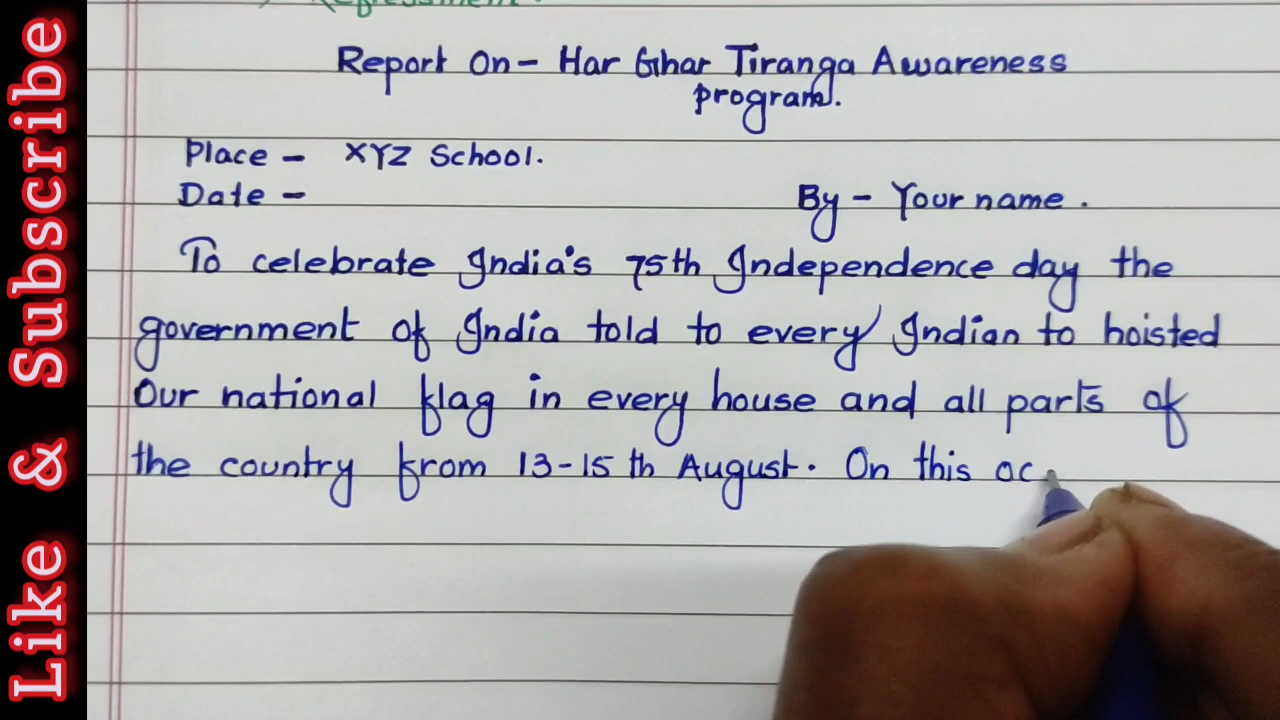 Refresshment.
Report On- Har Ghar Tiranga Awareness
program.
Place - XYZ School.
Date -
By - Your name.
To celebrate India's 75th Independence day the
government of India told to every Indian to hoisted
Our national flag in every house and all parts of
the country from 13-15 th August. On this oc
Like & Subscribe